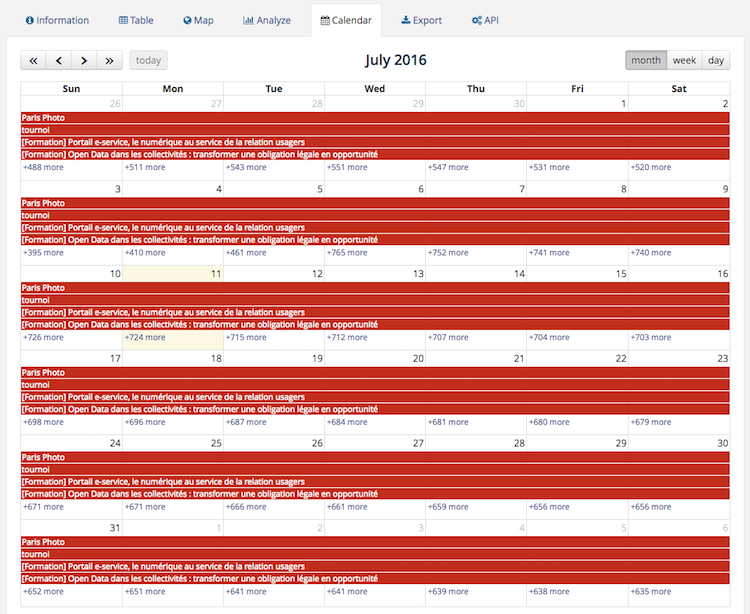 Information Table Map Analyze Calendar Export API
« < > » today July 2016 month week day
Sun Mon Tue Wed Thu Fri Sat
26 27 28 29 30 1 2
Paris Photo
tournoi
[Formation] Portail e-service, le numérique au service de la relation usagers
[Formation] Open Data dans les collectivités : transformer une obligation légale en opportunité
+488 more +511 more +543 more +551 more +547 more +531 more +520 more
3 4 5 6 7 8 9
Paris Photo
tournoi
[Formation] Portail e-service, le numérique au service de la relation usagers
[Formation] Open Data dans les collectivités : transformer une obligation légale en opportunité
+395 more +410 more +461 more +765 more +752 more +741 more +740 more
10 11 12 13 14 15 16
Paris Photo
tournoi
[Formation] Portail e-service, le numérique au service de la relation usagers
[Formation] Open Data dans les collectivités : transformer une obligation légale en opportunité
+726 more +724 more +715 more +712 more +707 more +704 more +703 more
17 18 19 20 21 22 23
Paris Photo
tournoi
[Formation] Portail e-service, le numérique au service de la relation usagers
[Formation] Open Data dans les collectivités : transformer une obligation légale en opportunité
+698 more +696 more +687 more +684 more +681 more +680 more +679 more
24 25 26 27 28 29 30
Paris Photo
tournoi
[Formation] Portail e-service, le numérique au service de la relation usagers
[Formation] Open Data dans les collectivités : transformer une obligation légale en opportunité
+671 more +671 more +666 more +661 more +659 more +656 more +656 more
31 1 2 3 4 5 6
Paris Photo
tournoi
[Formation] Portail e-service, le numérique au service de la relation usagers
[Formation] Open Data dans les collectivités : transformer une obligation légale en opportunité
+652 more +651 more +641 more +641 more +639 more +638 more +635 more